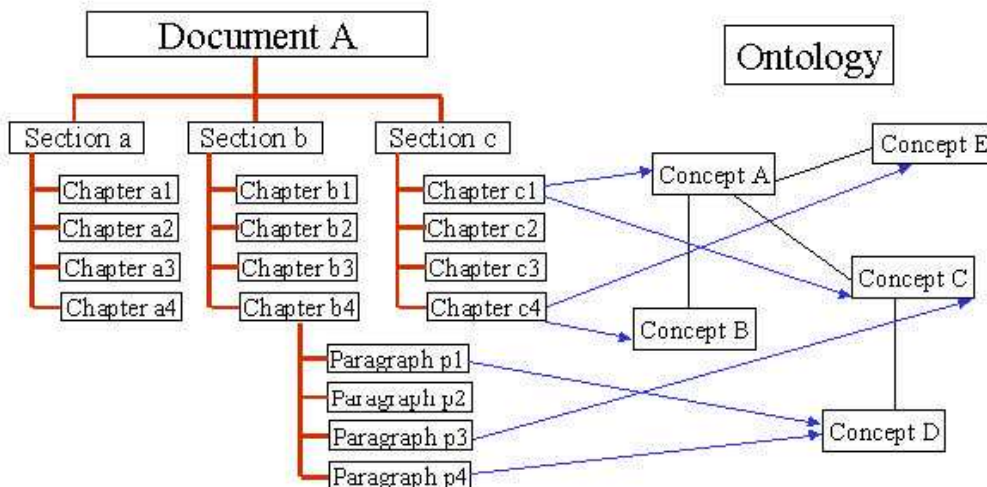 Document A
Ontology
Section a
Section b
Section c
Concept E
Concept A
Chapter a1
Chapter b1
Chapter c1
Chapter a2
Chapter b2
Chapter c2
Chapter a3
Chapter b3
Chapter c3
Concept C
Chapter a4
Chapter b4
Chapter c4
Concept B
Paragraph p1
Paragraph p2
Paragraph p3
Concept D
Paragraph p4